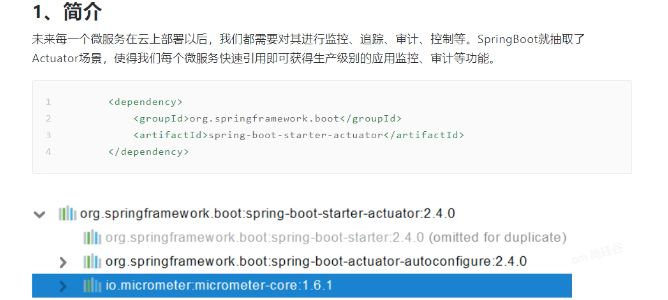 1、简介
未来每一个微服务在云上部署以后，我们都需要对其进行监控、追踪、审计、控制等。SpringBoot就抽取了
Actuator场景，使得我们每个微服务快速引用即可获得生产级别的应用监控、审计等功能。
1 <dependency>
2 <groupId>org.springframework.boot</groupId>
3 <artifactId>spring-boot-starter-actuator</artifactId>
4 </dependency>
org.springframework.boot:spring-boot-starter-actuator:2.4.0
org.springframework.boot:spring-boot-starter:2.4.0 (omitted for duplicate)
org.springframework.boot:spring-boot-actuator-autoconfigure:2.4.0
io.micrometer:micrometer-core:1.6.1